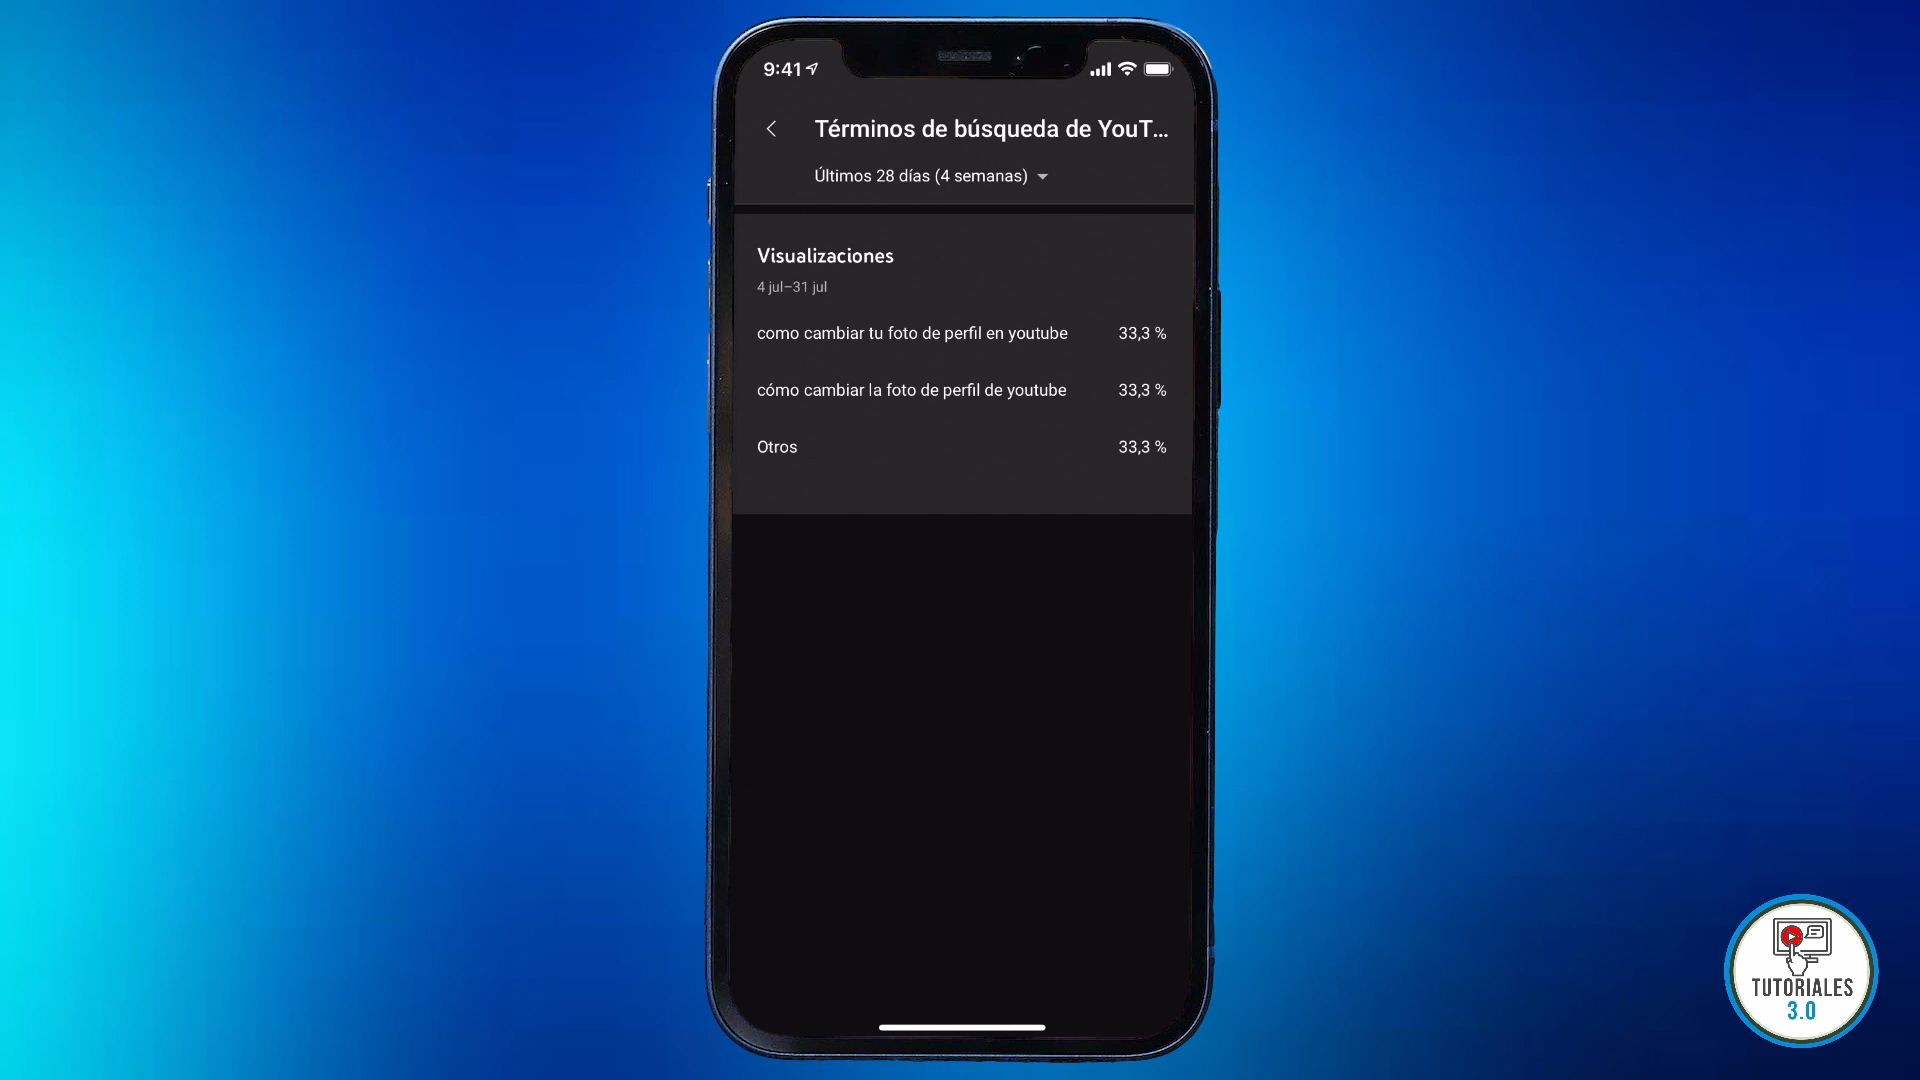 9:41
Términos de búsqueda de YouT...
Últimos 28 días (4 semanas)
Visualizaciones
4 jul–31 jul
como cambiar tu foto de perfil en youtube 33,3 %
cómo cambiar la foto de perfil de youtube 33,3 %
Otros 33,3 %
TUTORIALES
3.0